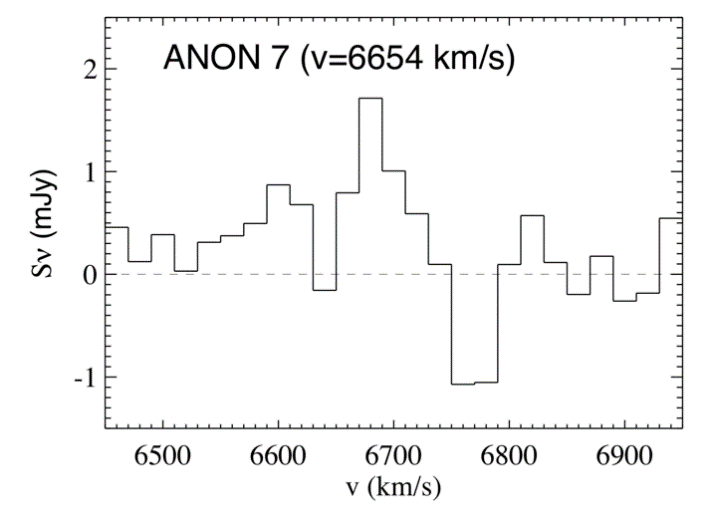 ANON 7 (v=6654 km/s)
2
1
0
-1
Sν (mJy)
6500 6600 6700 6800 6900
v (km/s)